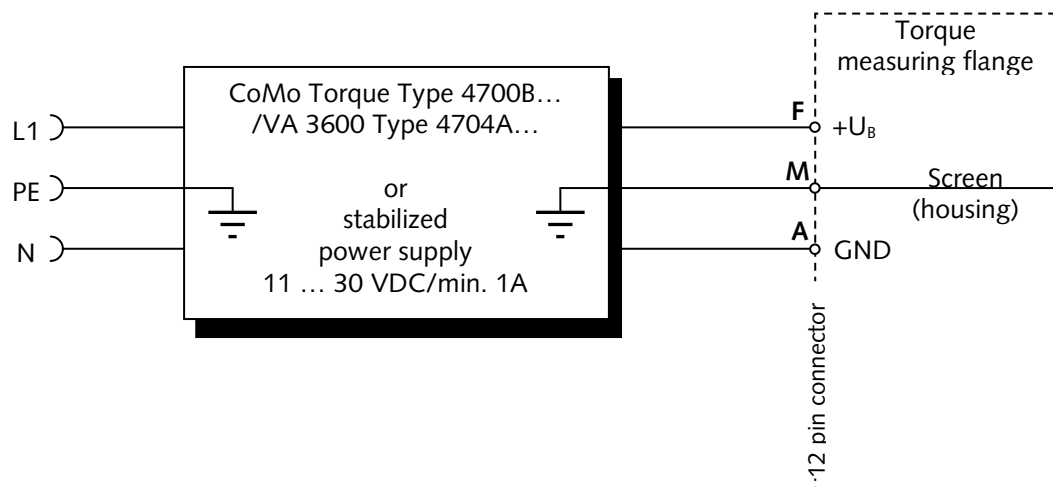 Torque
measuring flange
CoMo Torque Type 4700B…
/VA 3600 Type 4704A…
L1
F
+UB
PE
or
M
Screen
(housing)
stabilized
N
power supply
A
GND
11 … 30 VDC/min. 1A
12 pin connector